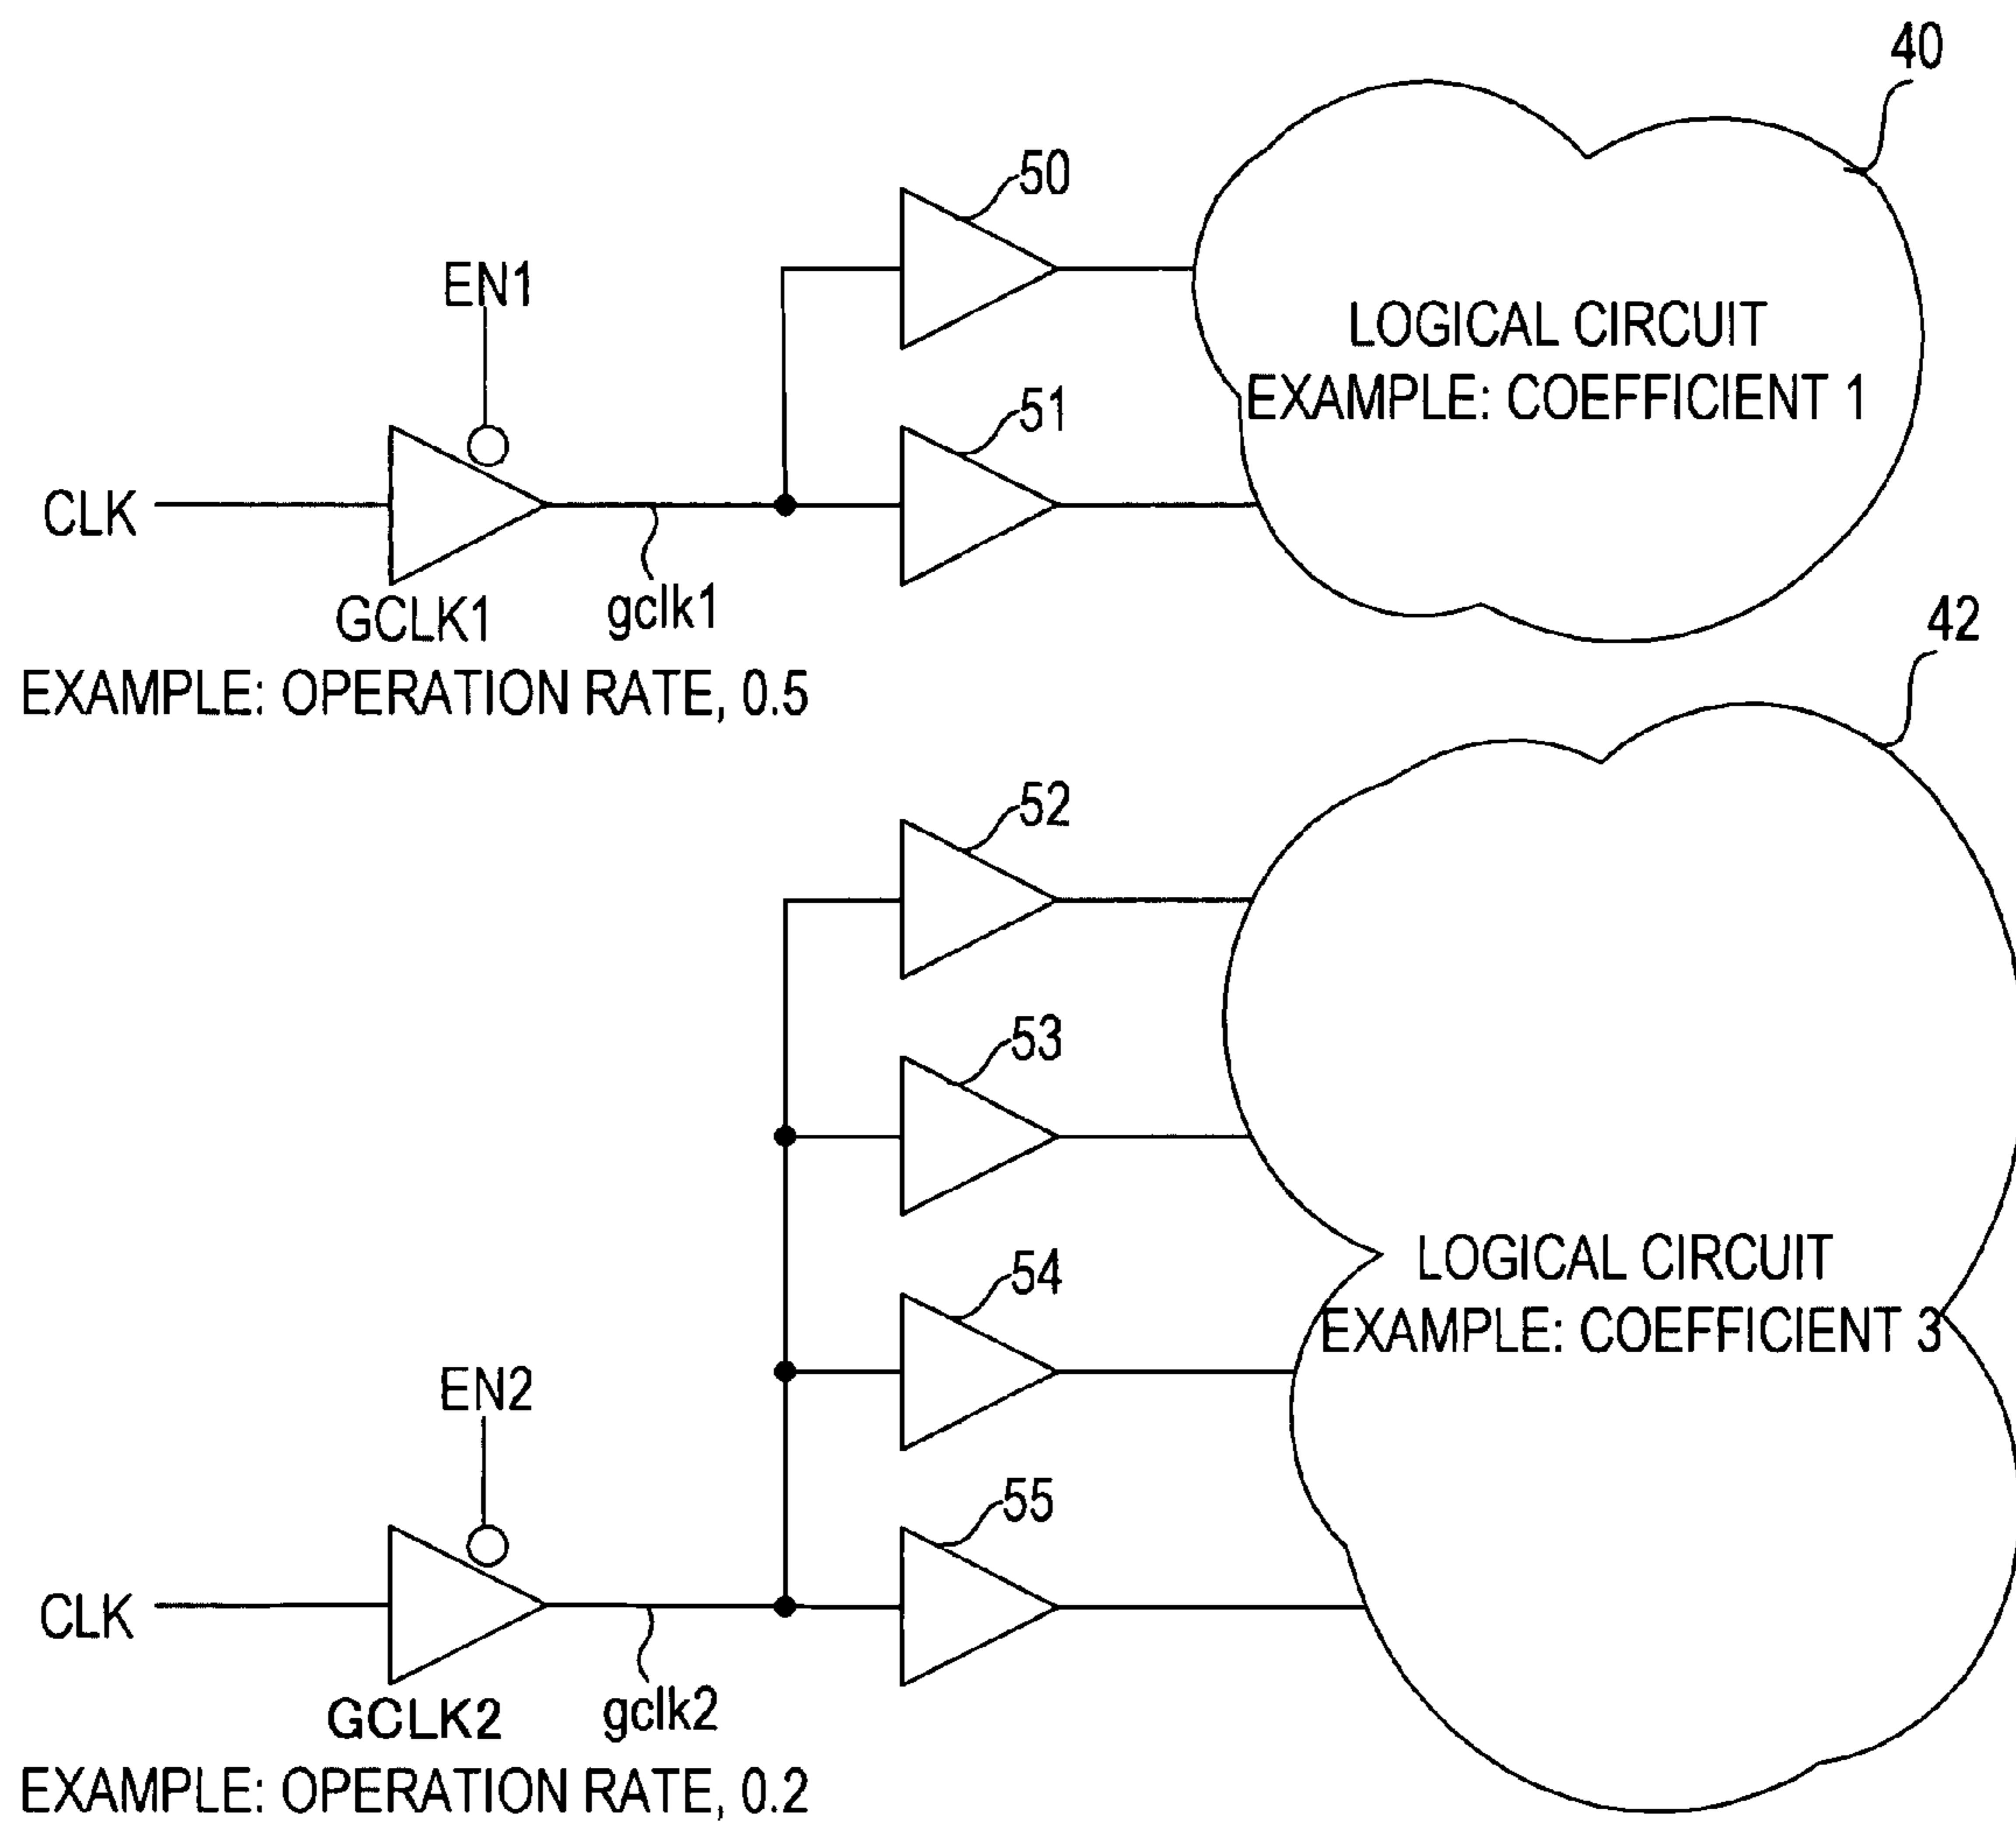 40
50
EN1
LOGICAL CIRCUIT
EXAMPLE: COEFFICIENT 1
51
CLK
GCLK1
gclk1
EXAMPLE: OPERATION RATE, 0.5
42
52
53
54
LOGICAL CIRCUIT
EXAMPLE: COEFFICIENT 3
EN2
55
CLK
GCLK2
gclk2
EXAMPLE: OPERATION RATE, 0.2